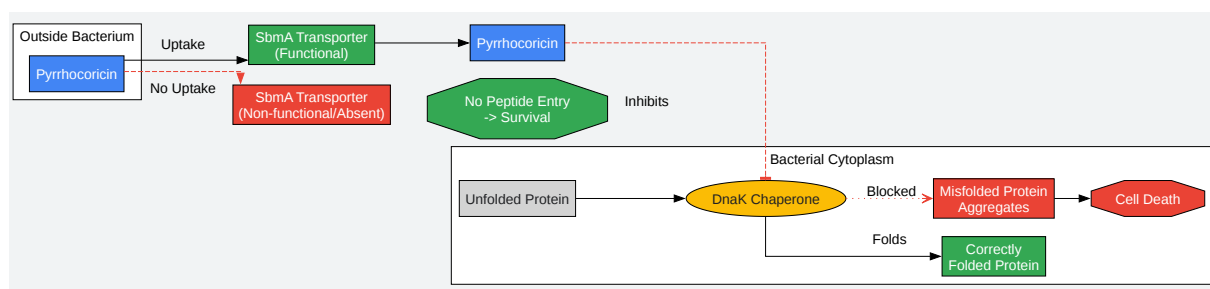 Outside Bacterium
Pyrrhocoricin
Uptake
No Uptake
SbmA Transporter
(Functional)
SbmA Transporter
(Non-functional/Absent)
Pyrrhocoricin
No Peptide Entry
-> Survival
Inhibits
Bacterial Cytoplasm
Unfolded Protein
DnaK Chaperone
Blocked
Misfolded Protein
Aggregates
Cell Death
Folds
Correctly
Folded Protein